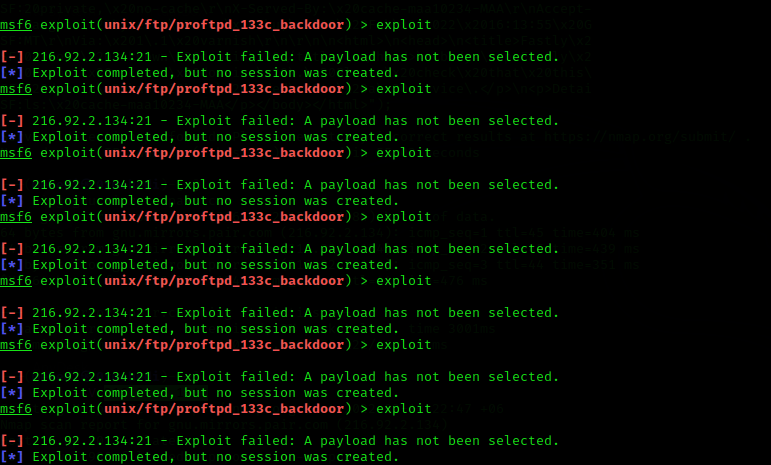 msf6 exploit(unix/ftp/proftpd_133c_backdoor) > exploit
[-] 216.92.2.134:21 - Exploit failed: A payload has not been selected.
[*] Exploit completed, but no session was created.
msf6 exploit(unix/ftp/proftpd_133c_backdoor) > exploit
[-] 216.92.2.134:21 - Exploit failed: A payload has not been selected.
[*] Exploit completed, but no session was created.
msf6 exploit(unix/ftp/proftpd_133c_backdoor) > exploit
[-] 216.92.2.134:21 - Exploit failed: A payload has not been selected.
[*] Exploit completed, but no session was created.
msf6 exploit(unix/ftp/proftpd_133c_backdoor) > exploit
[-] 216.92.2.134:21 - Exploit failed: A payload has not been selected.
[*] Exploit completed, but no session was created.
msf6 exploit(unix/ftp/proftpd_133c_backdoor) > exploit
[-] 216.92.2.134:21 - Exploit failed: A payload has not been selected.
[*] Exploit completed, but no session was created.
msf6 exploit(unix/ftp/proftpd_133c_backdoor) > exploit
[-] 216.92.2.134:21 - Exploit failed: A payload has not been selected.
[*] Exploit completed, but no session was created.
msf6 exploit(unix/ftp/proftpd_133c_backdoor) > exploit
[-] 216.92.2.134:21 - Exploit failed: A payload has not been selected.
[*] Exploit completed, but no session was created.